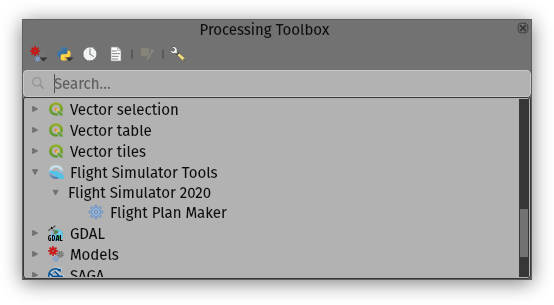 Processing Toolbox
Search...
Vector selection
Vector table
Vector tiles
Flight Simulator Tools
Flight Simulator 2020
Flight Plan Maker
GDAL GDAL
Models
SAGA